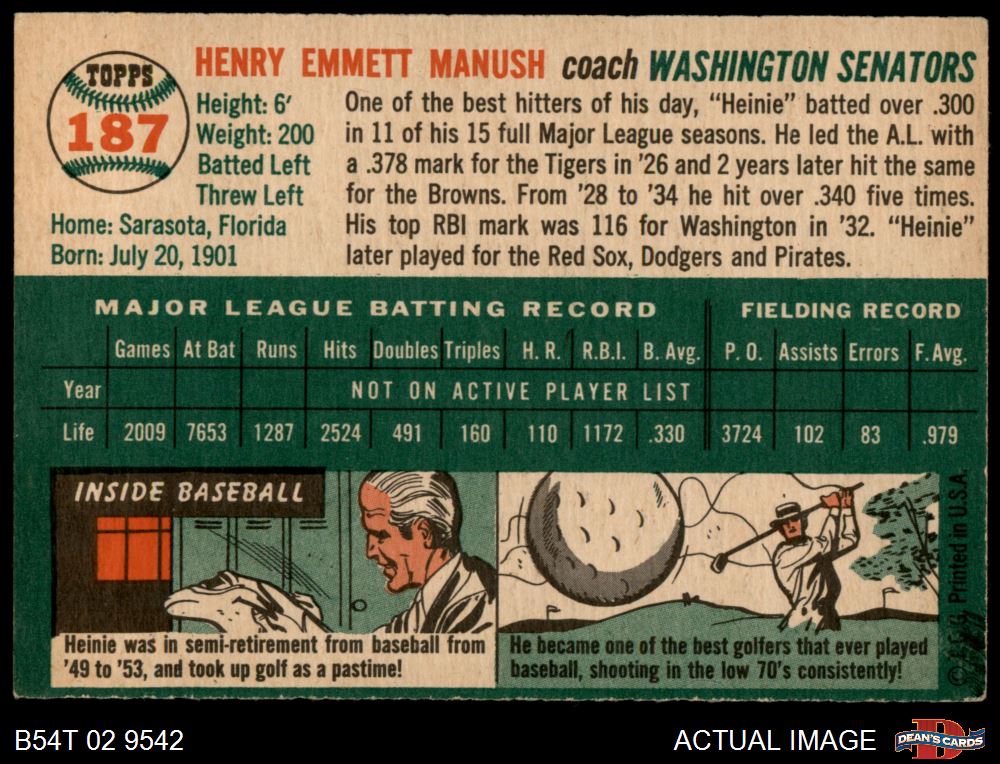 TOPPS
187
HENRY EMMETT MANUSH coach WASHINGTON SENATORS
Height: 6'
Weight: 200
Batted Left
Threw Left
Home: Sarasota, Florida
Born: July 20, 1901
One of the best hitters of his day, "Heinie" batted over .300
in 11 of his 15 full Major League seasons. He led the A.L. with
a .378 mark for the Tigers in '26 and 2 years later hit the same
for the Browns. From '28 to '34 he hit over .340 five times.
His top RBI mark was 116 for Washington in '32. "Heinie"
later played for the Red Sox, Dodgers and Pirates.
MAJOR LEAGUE BATTING RECORD FIELDING RECORD
Games At Bat Runs Hits Doubles Triples H. R. R.B.I. B. Avg. P. O. Assists Errors F. Avg.
Year NOT ON ACTIVE PLAYER LIST
Life 2009 7653 1287 2524 491 160 110 1172 .330 3724 102 83 .979
INSIDE BASEBALL
Heinie was in semi-retirement from baseball from
'49 to '53, and took up golf as a pastime!
He became one of the best golfers that ever played
baseball, shooting in the low 70's consistently!
Printed in U.S.A.
B54T 02 9542
ACTUAL IMAGE
DEAN'S CARDS